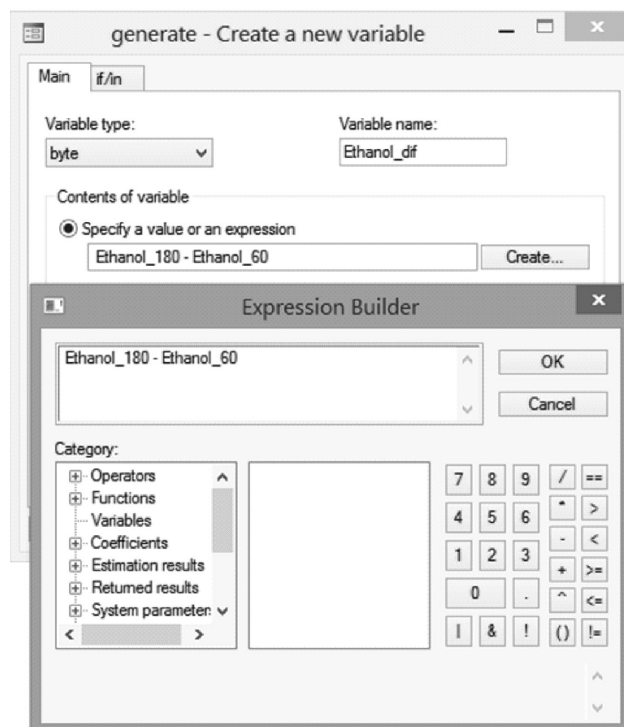 generate - Create a new variable
Main if/in
Variable type: Variable name:
byte Ethanol_dif
Contents of variable
Specify a value or an expression
Ethanol_180 - Ethanol_60 Create...
Expression Builder
Ethanol_180 - Ethanol_60
OK
Cancel
Category:
Operators
Functions
Variables
Coefficients
Estimation results
Returned results
System parameter
7 8 9 / ==
4 5 6 * >
- <
1 2 3 + >=
0 . ^ <=
| & ! () !=